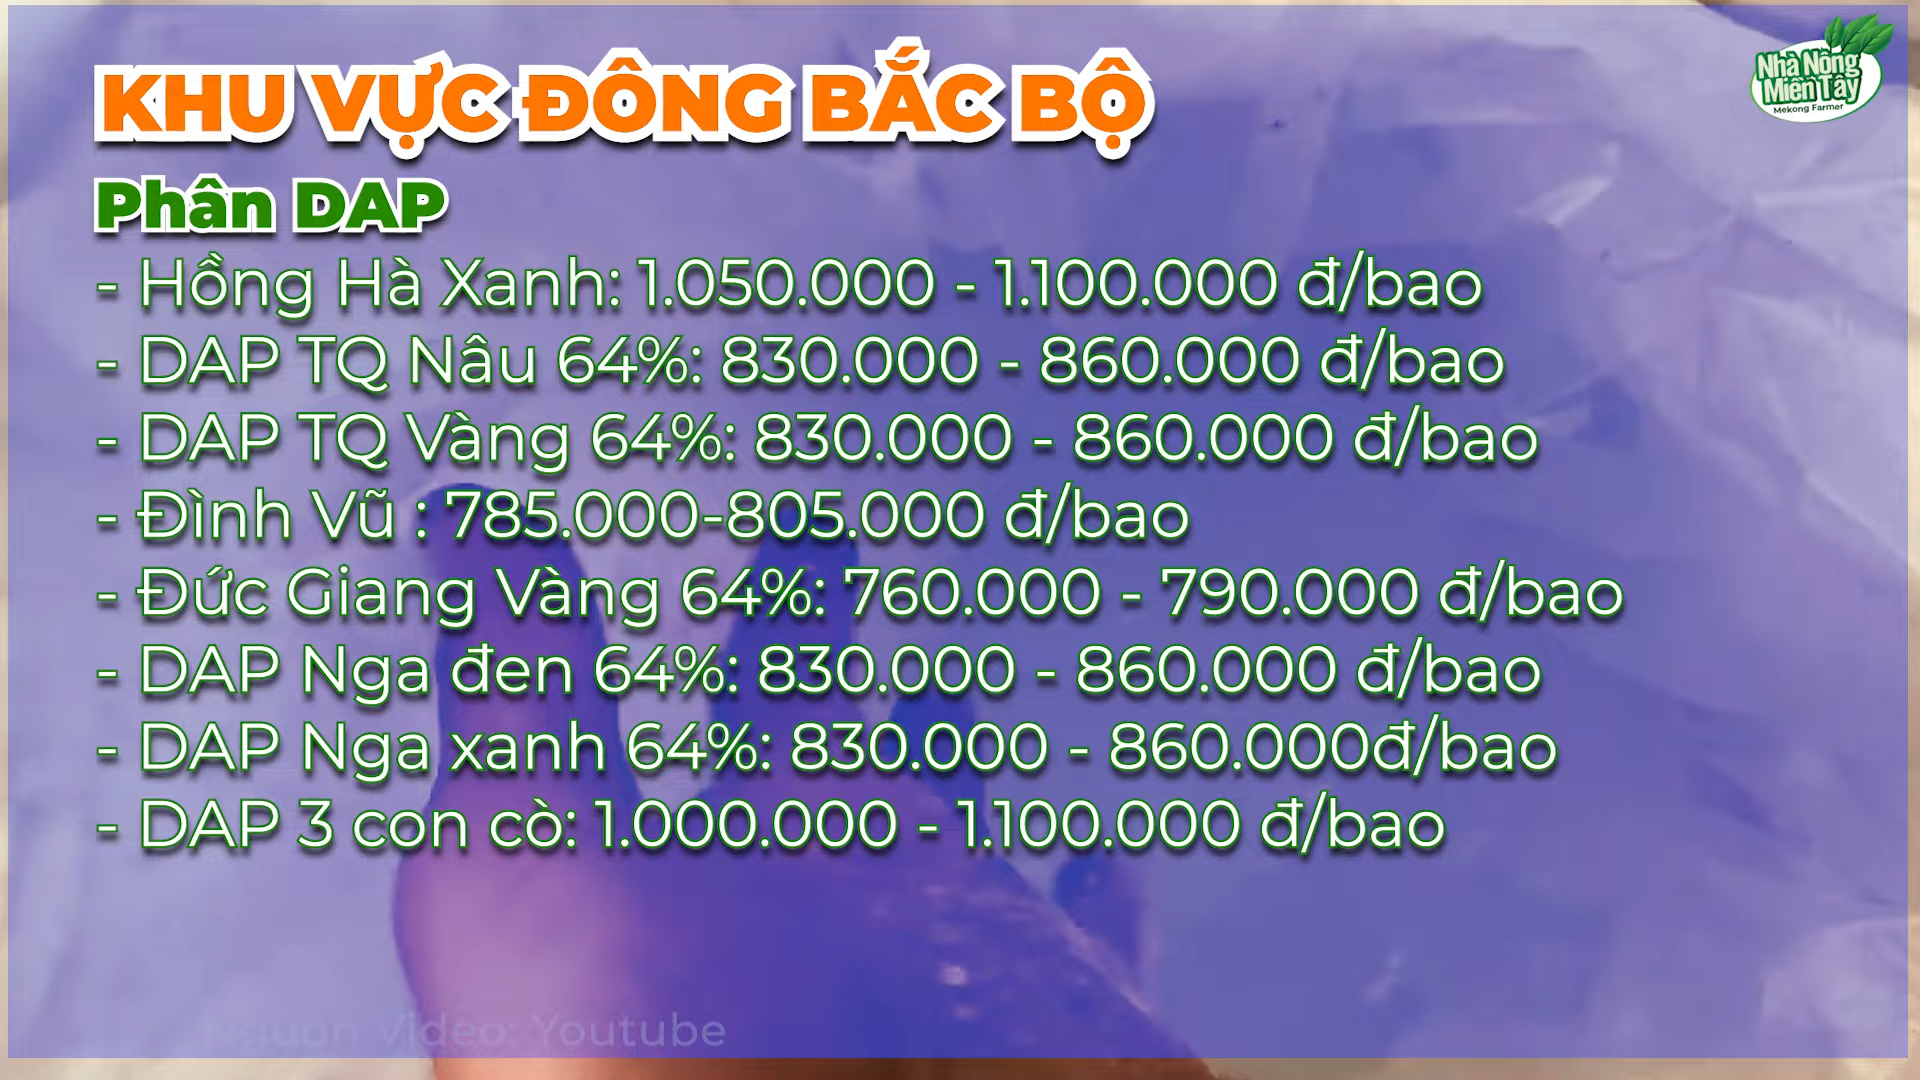 KHU VỰC ĐÔNG BẮC BỘ
Nhà Nông
Miền Tây
Mekong Farmer
Phân DAP
- Hồng Hà Xanh: 1.050.000 - 1.100.000 đ/bao
- DAP TQ Nâu 64%: 830.000 - 860.000 đ/bao
- DAP TQ Vàng 64%: 830.000 - 860.000 đ/bao
- Đình Vũ : 785.000-805.000 đ/bao
- Đức Giang Vàng 64%: 760.000 - 790.000 đ/bao
- DAP Nga đen 64%: 830.000 - 860.000 đ/bao
- DAP Nga xanh 64%: 830.000 - 860.000đ/bao
- DAP 3 con cò: 1.000.000 - 1.100.000 đ/bao
Nguồn video: Youtube